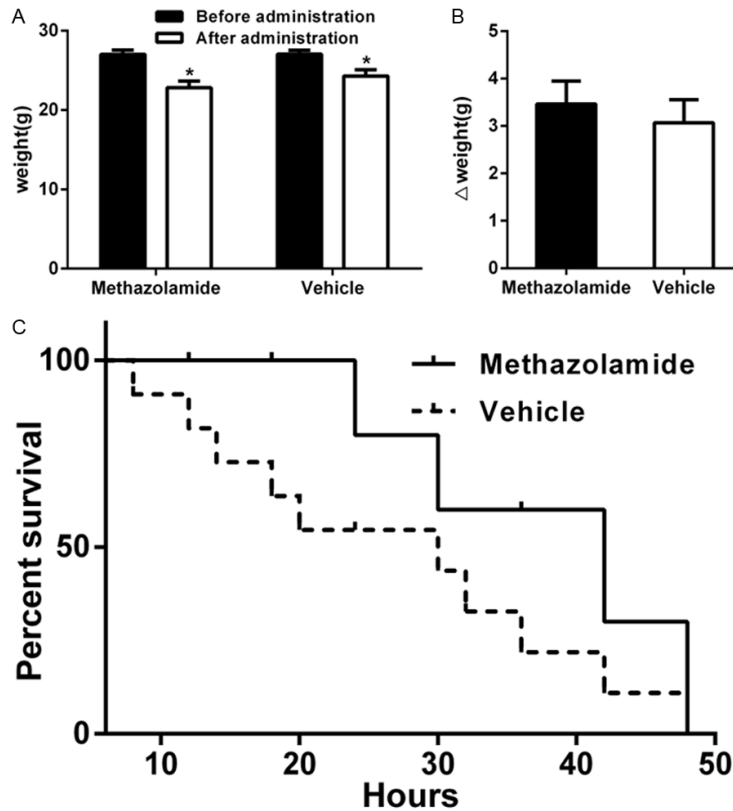 A
Before administration
After administration
weight(g)
30
20
10
0
*
*
Methazolamide
Vehicle
B
△ weight(g)
5
4
3
2
1
0
Methazolamide
Vehicle
C
Percent survival
100
50
0
Methazolamide
Vehicle
10
20
30
40
50
Hours